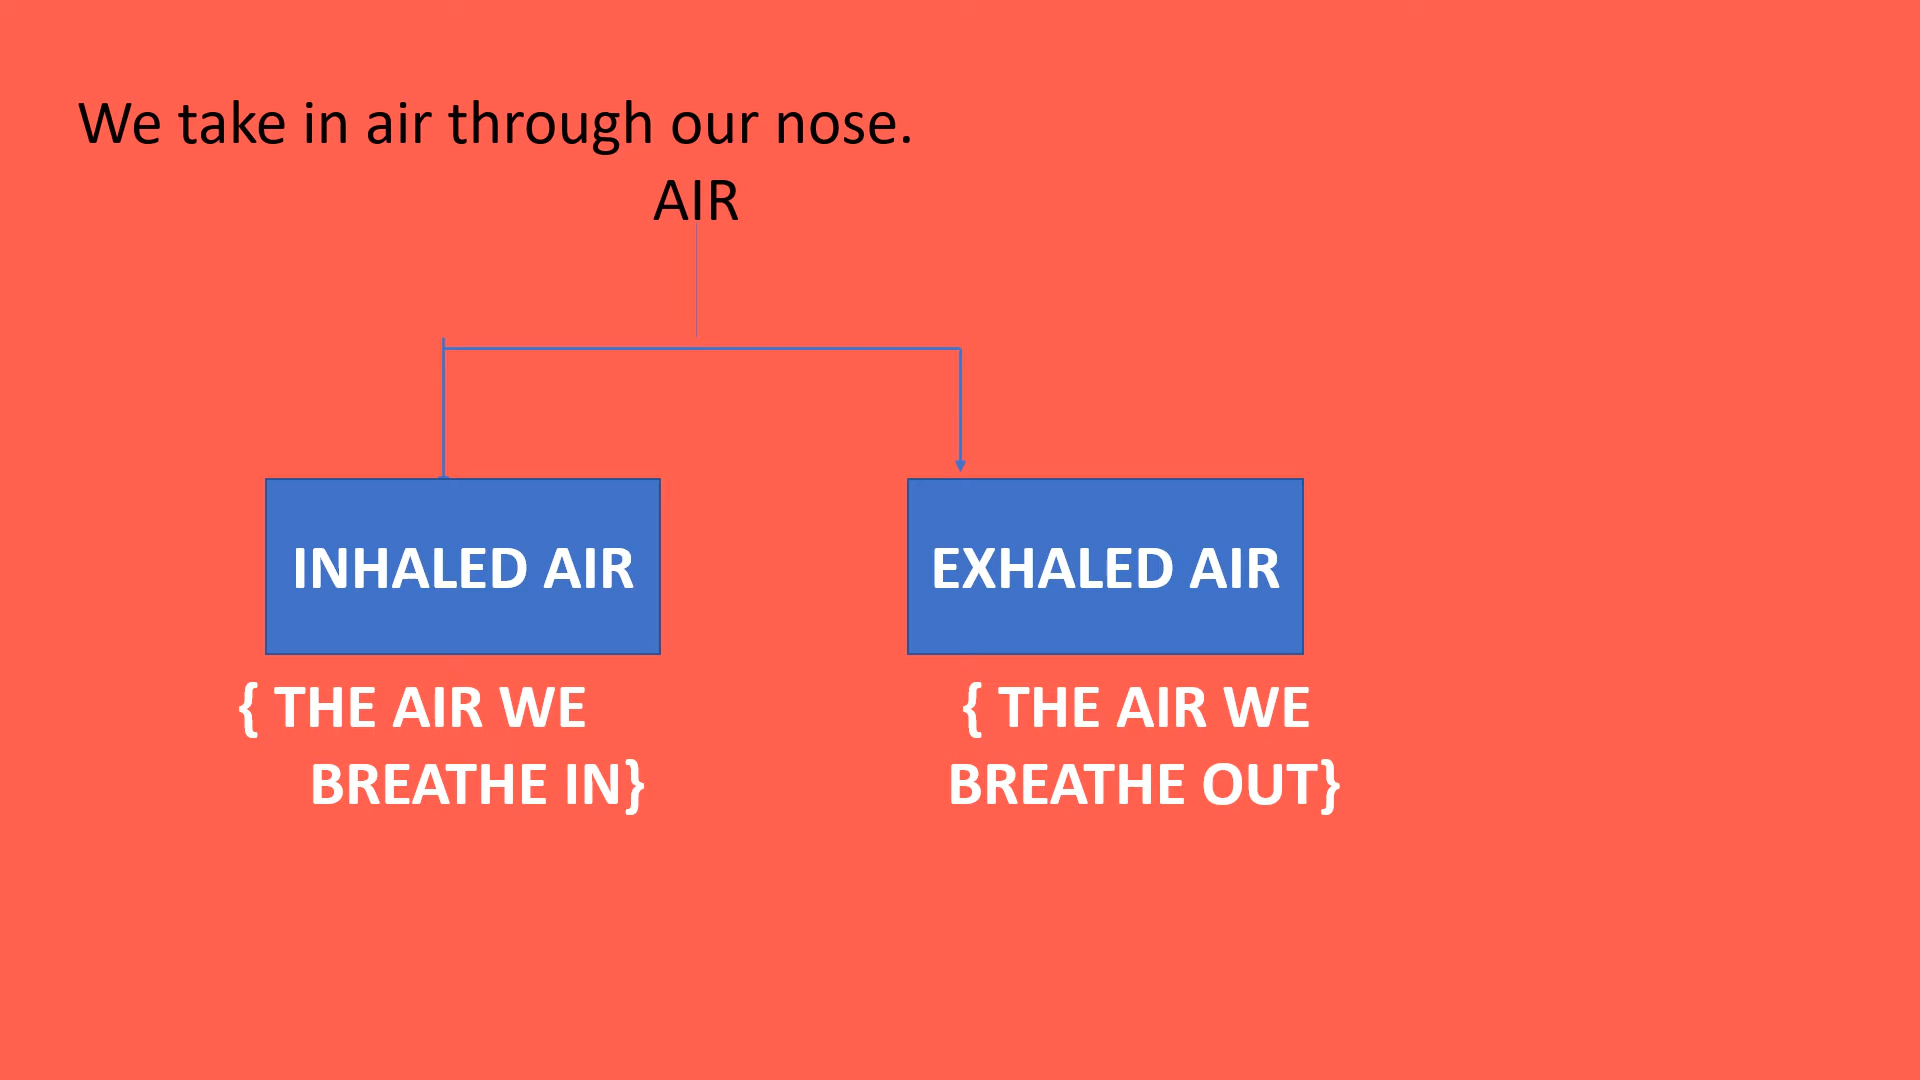 We take in air through our nose.
AIR
INHALED AIR
EXHALED AIR
{ THE AIR WE
BREATHE IN}
{ THE AIR WE
BREATHE OUT}